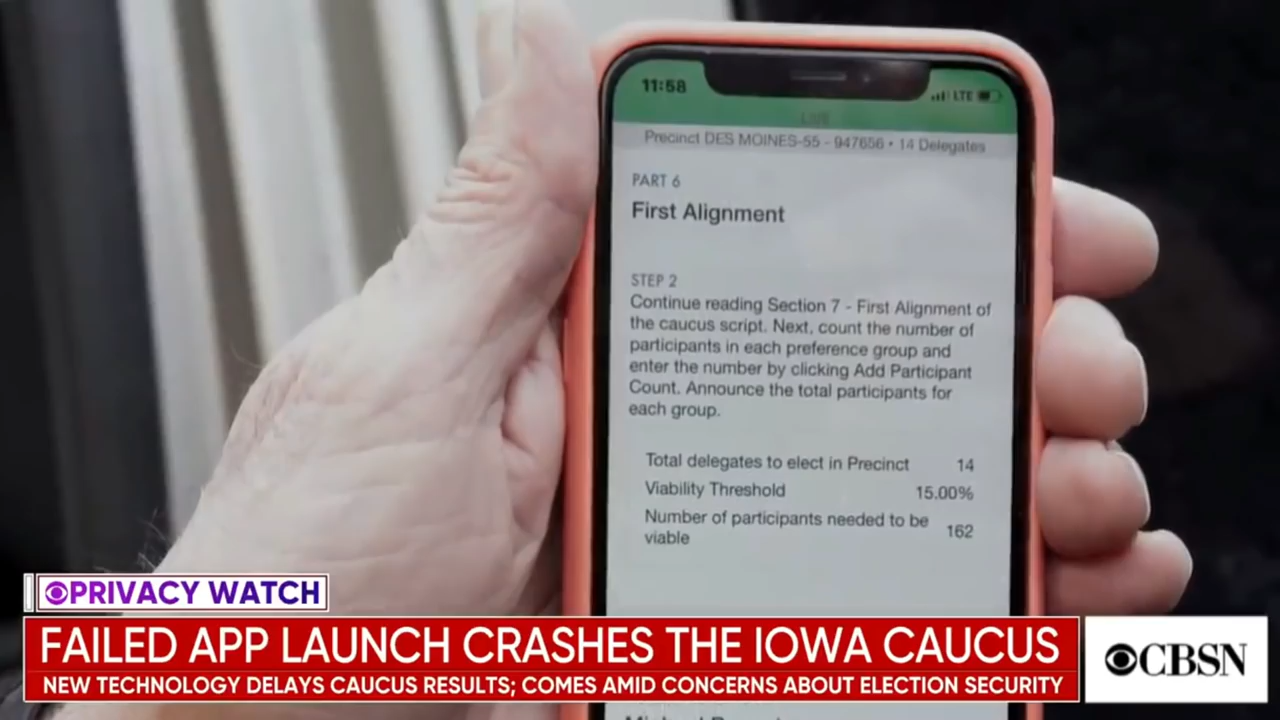 11:58
LTE
LIVE
Precinct DES MOINES-55 - 947656 • 14 Delegates
PART 6
First Alignment
STEP 2
Continue reading Section 7 - First Alignment of
the caucus script. Next, count the number of
participants in each preference group and
enter the number by clicking Add Participant
Count. Announce the total participants for
each group.
Total delegates to elect in Precinct 14
Viability Threshold 15.00%
Number of participants needed to be
viable 162
PRIVACY WATCH
FAILED APP LAUNCH CRASHES THE IOWA CAUCUS
NEW TECHNOLOGY DELAYS CAUCUS RESULTS; COMES AMID CONCERNS ABOUT ELECTION SECURITY
CBSN